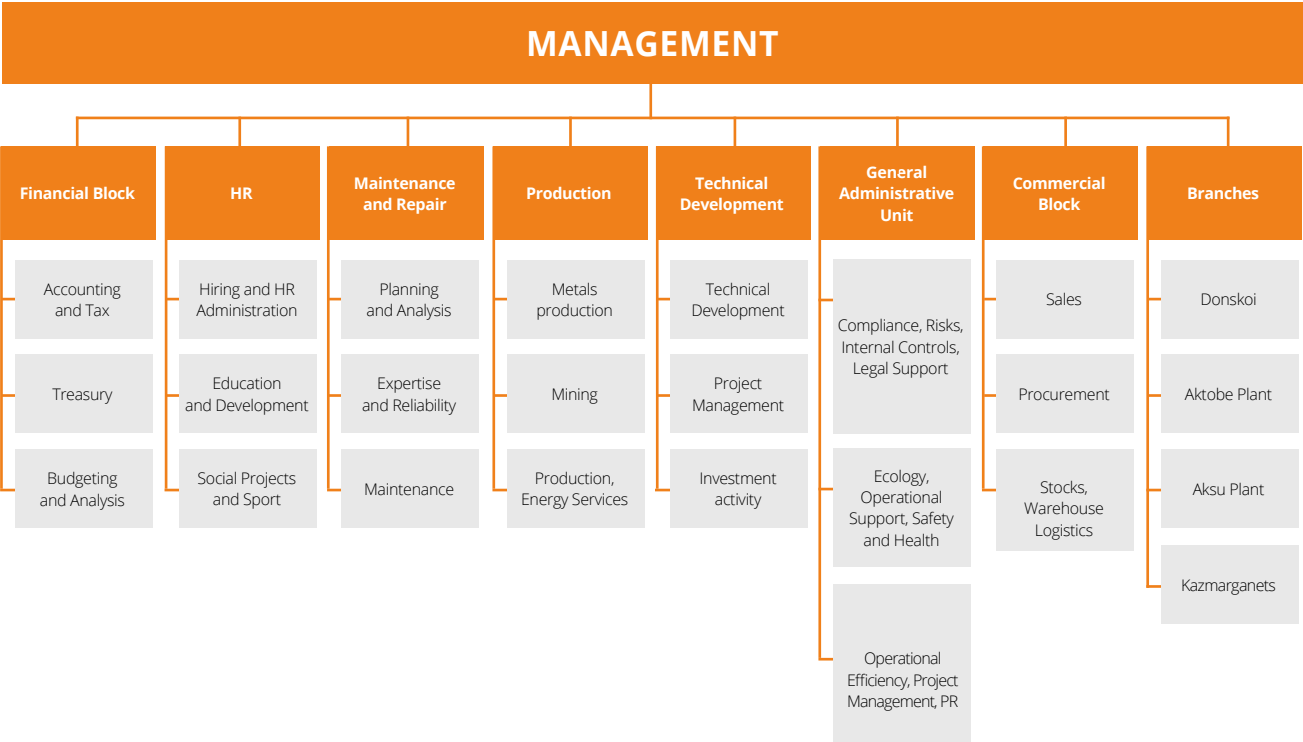 MANAGEMENT
Financial Block
Accounting
and Tax
Treasury
Budgeting
and Analysis
HR
Hiring and HR
Administration
Education
and Development
Social Projects
and Sport
Maintenance
and Repair
Planning
and Analysis
Expertise
and Reliability
Maintenance
Production
Metals
production
Mining
Production,
Energy Services
Technical
Development
Technical
Development
Project
Management
Investment
activity
General
Administrative
Unit
Compliance, Risks,
Internal Controls,
Legal Support
Ecology,
Operational
Support, Safety
and Health
Operational
Efficiency, Project
Management, PR
Commercial
Block
Sales
Procurement
Stocks,
Warehouse
Logistics
Branches
Donskoi
Aktobe Plant
Aksu Plant
Kazmarganets